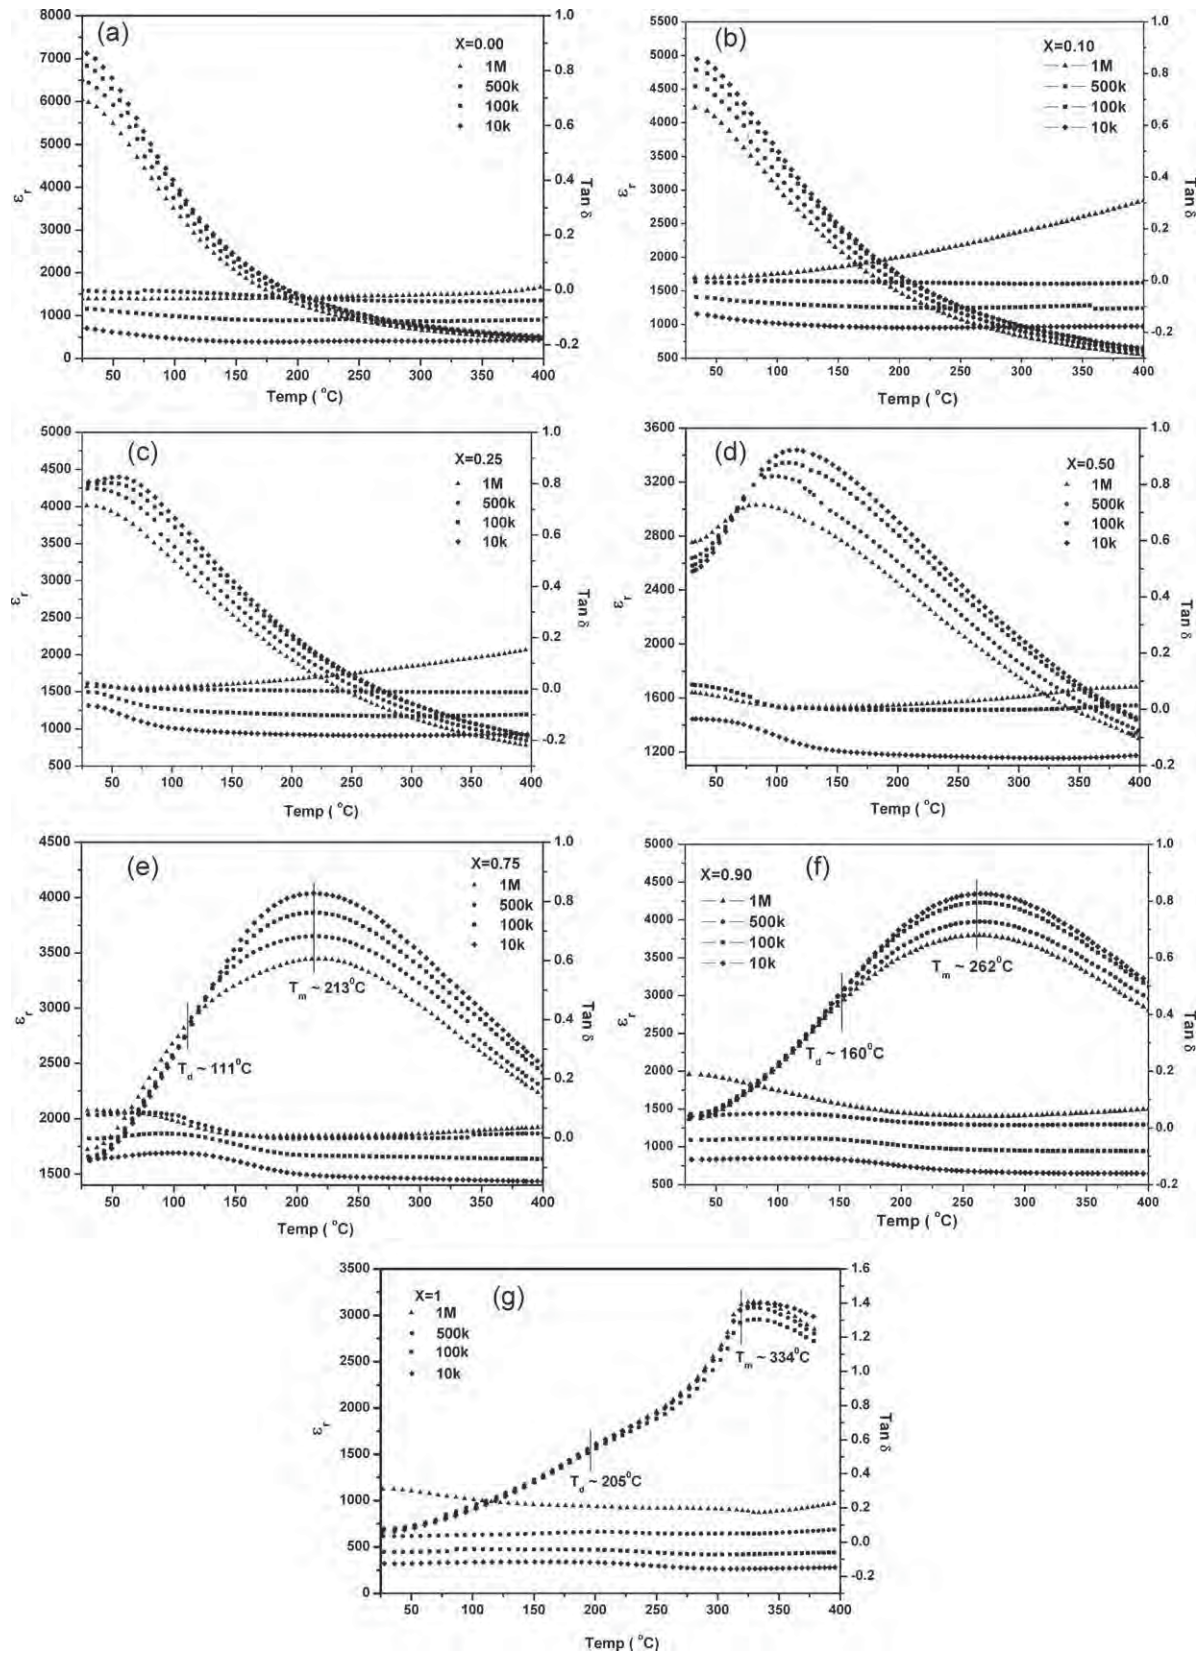 (a)
X=0.00
1M
500k
100k
10k
8000
7000
6000
5000
4000
3000
2000
1000
0
1.0
0.8
0.6
0.4
0.2
0.0
-0.2
εr
Tan δ
50 100 150 200 250 300 350 400
Temp ( °C)
(b)
X=0.10
1M
500k
100k
10k
5500
5000
4500
4000
3500
3000
2500
2000
1500
1000
500
1.0
0.8
0.6
0.4
0.2
0.0
-0.2
εr
Tan δ
50 100 150 200 250 300 350 400
Temp ( °C)
(c)
X=0.25
1M
500k
100k
10k
5000
4500
4000
3500
3000
2500
2000
1500
1000
500
1.0
0.8
0.6
0.4
0.2
0.0
-0.2
εr
Tan δ
50 100 150 200 250 300 350 400
Temp ( °C)
(d)
X=0.50
1M
500k
100k
10k
3600
3200
2800
2400
2000
1600
1200
1.0
0.8
0.6
0.4
0.2
0.0
-0.2
εr
Tan δ
50 100 150 200 250 300 350 400
Temp ( °C)
(e)
X=0.75
1M
500k
100k
10k
Tm ~ 213°C
Td ~ 111°C
4500
4000
3500
3000
2500
2000
1500
1.0
0.8
0.6
0.4
0.2
0.0
εr
Tan δ
50 100 150 200 250 300 350 400
Temp ( °C)
(f)
X=0.90
1M
500k
100k
10k
Tm ~ 262°C
Td ~ 160°C
5000
4500
4000
3500
3000
2500
2000
1500
1000
500
1.0
0.8
0.6
0.4
0.2
0.0
-0.2
εr
Tan δ
50 100 150 200 250 300 350 400
Temp ( °C)
(g)
X=1
1M
500k
100k
10k
Tm ~ 334°C
Td ~ 205°C
3500
3000
2500
2000
1500
1000
500
0
1.6
1.4
1.2
1.0
0.8
0.6
0.4
0.2
0.0
-0.2
εr
Tan δ
50 100 150 200 250 300 350 400
Temp ( °C)